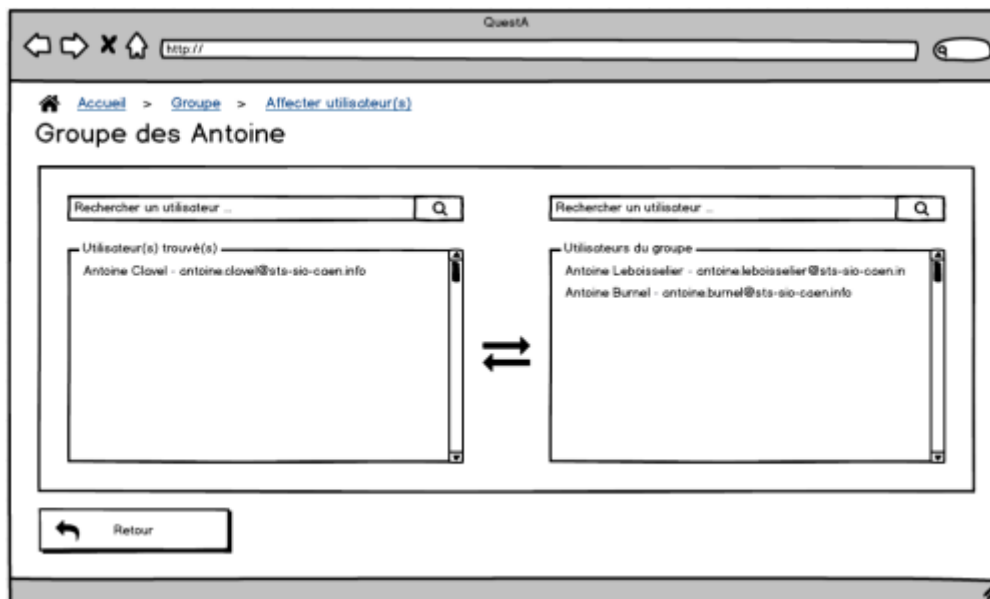 QuestA
http://
Accueil > Groupe > Affecter utilisateur(s)
Groupe des Antoine
Rechercher un utilisateur ...
Rechercher un utilisateur ...
Utilisateur(s) trouvé(s)
Antoine Clavel - antoine.clavel@sts-sio-caen.info
Utilisateurs du groupe
Antoine Leboisselier - antoine.leboisselier@sts-sio-caen.in
Antoine Burnel - antoine.burnel@sts-sio-caen.info
Retour